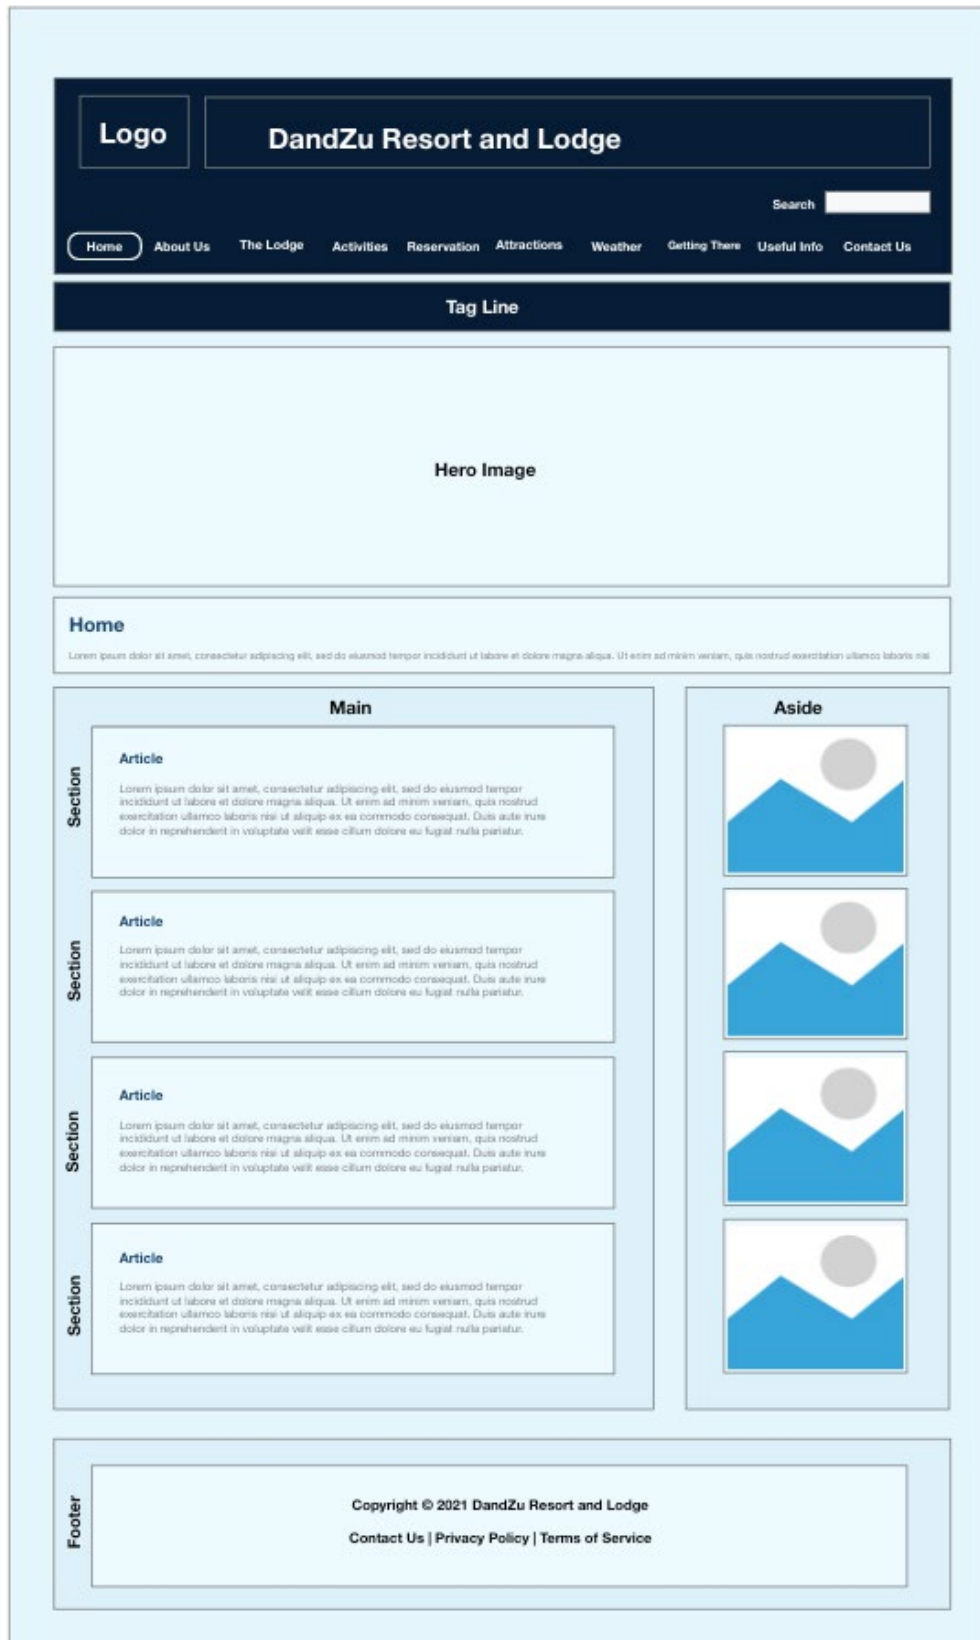 Logo
DandZu Resort and Lodge
Search
Home About Us The Lodge Activities Reservation Attractions Weather Getting There Useful Info Contact Us
Tag Line
Hero Image
Home
Lorem ipsum dolor sit amet, consectetur adipiscing elit, sed do eiusmod tempor incididunt ut labore et dolore magna aliqua. Ut enim ad minim veniam, quis nostrud exercitation ullamco laboris nisi
Main
Section
Article
Lorem ipsum dolor sit amet, consectetur adipiscing elit, sed do eiusmod tempor
incididunt ut labore et dolore magna aliqua. Ut enim ad minim veniam, quis nostrud
exercitation ullamco laboris nisi ut aliquip ex ea commodo consequat. Duis aute irure
dolor in reprehenderit in voluptate velit esse cillum dolore eu fugiat nulla pariatur.
Section
Article
Lorem ipsum dolor sit amet, consectetur adipiscing elit, sed do eiusmod tempor
incididunt ut labore et dolore magna aliqua. Ut enim ad minim veniam, quis nostrud
exercitation ullamco laboris nisi ut aliquip ex ea commodo consequat. Duis aute irure
dolor in reprehenderit in voluptate velit esse cillum dolore eu fugiat nulla pariatur.
Section
Article
Lorem ipsum dolor sit amet, consectetur adipiscing elit, sed do eiusmod tempor
incididunt ut labore et dolore magna aliqua. Ut enim ad minim veniam, quis nostrud
exercitation ullamco laboris nisi ut aliquip ex ea commodo consequat. Duis aute irure
dolor in reprehenderit in voluptate velit esse cillum dolore eu fugiat nulla pariatur.
Section
Article
Lorem ipsum dolor sit amet, consectetur adipiscing elit, sed do eiusmod tempor
incididunt ut labore et dolore magna aliqua. Ut enim ad minim veniam, quis nostrud
exercitation ullamco laboris nisi ut aliquip ex ea commodo consequat. Duis aute irure
dolor in reprehenderit in voluptate velit esse cillum dolore eu fugiat nulla pariatur.
Aside
Footer
Copyright © 2021 DandZu Resort and Lodge
Contact Us | Privacy Policy | Terms of Service